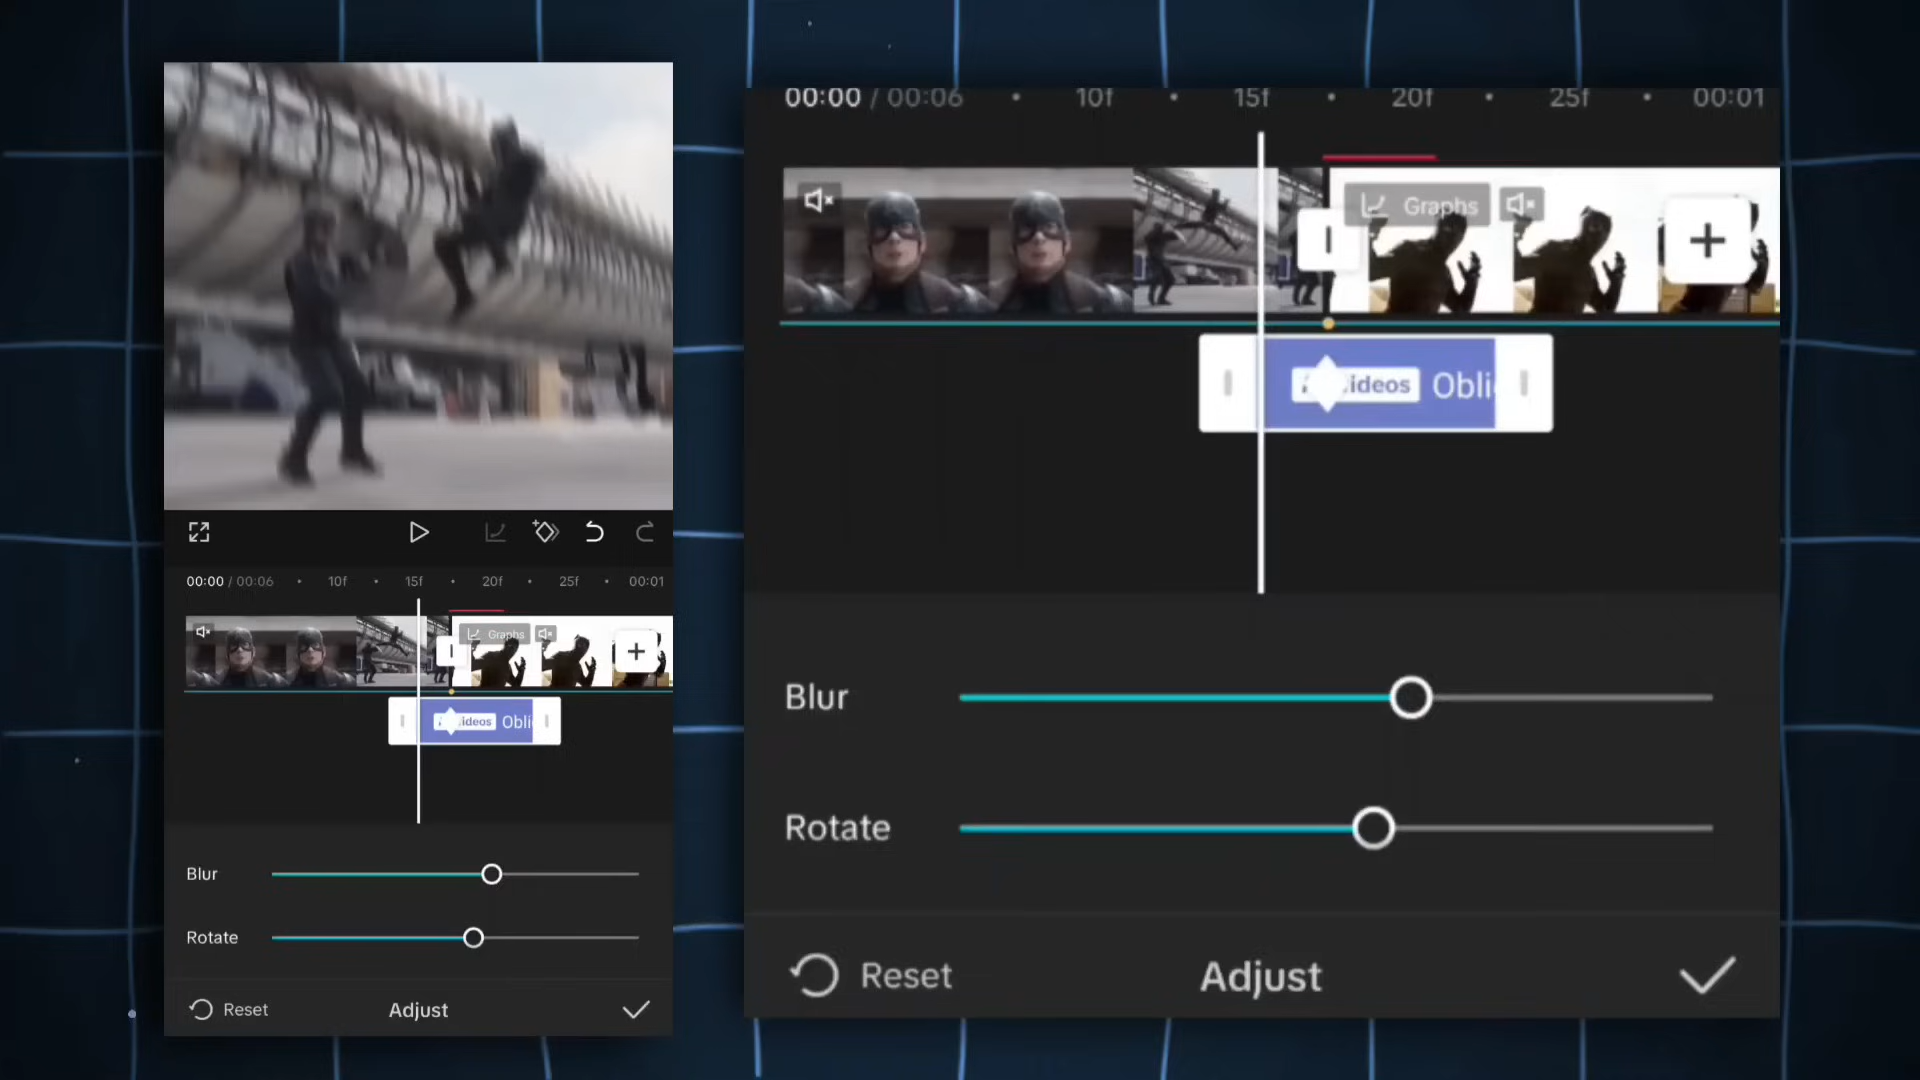 00:00 / 00:06 10f 15f 20f 25f 00:01
Graphs
ideos Obli
Blur
Rotate
Reset Adjust
00:00 / 00:06 10f 15f 20f 25f 00:01
Graphs
ideos Obli
Blur
Rotate
Reset Adjust